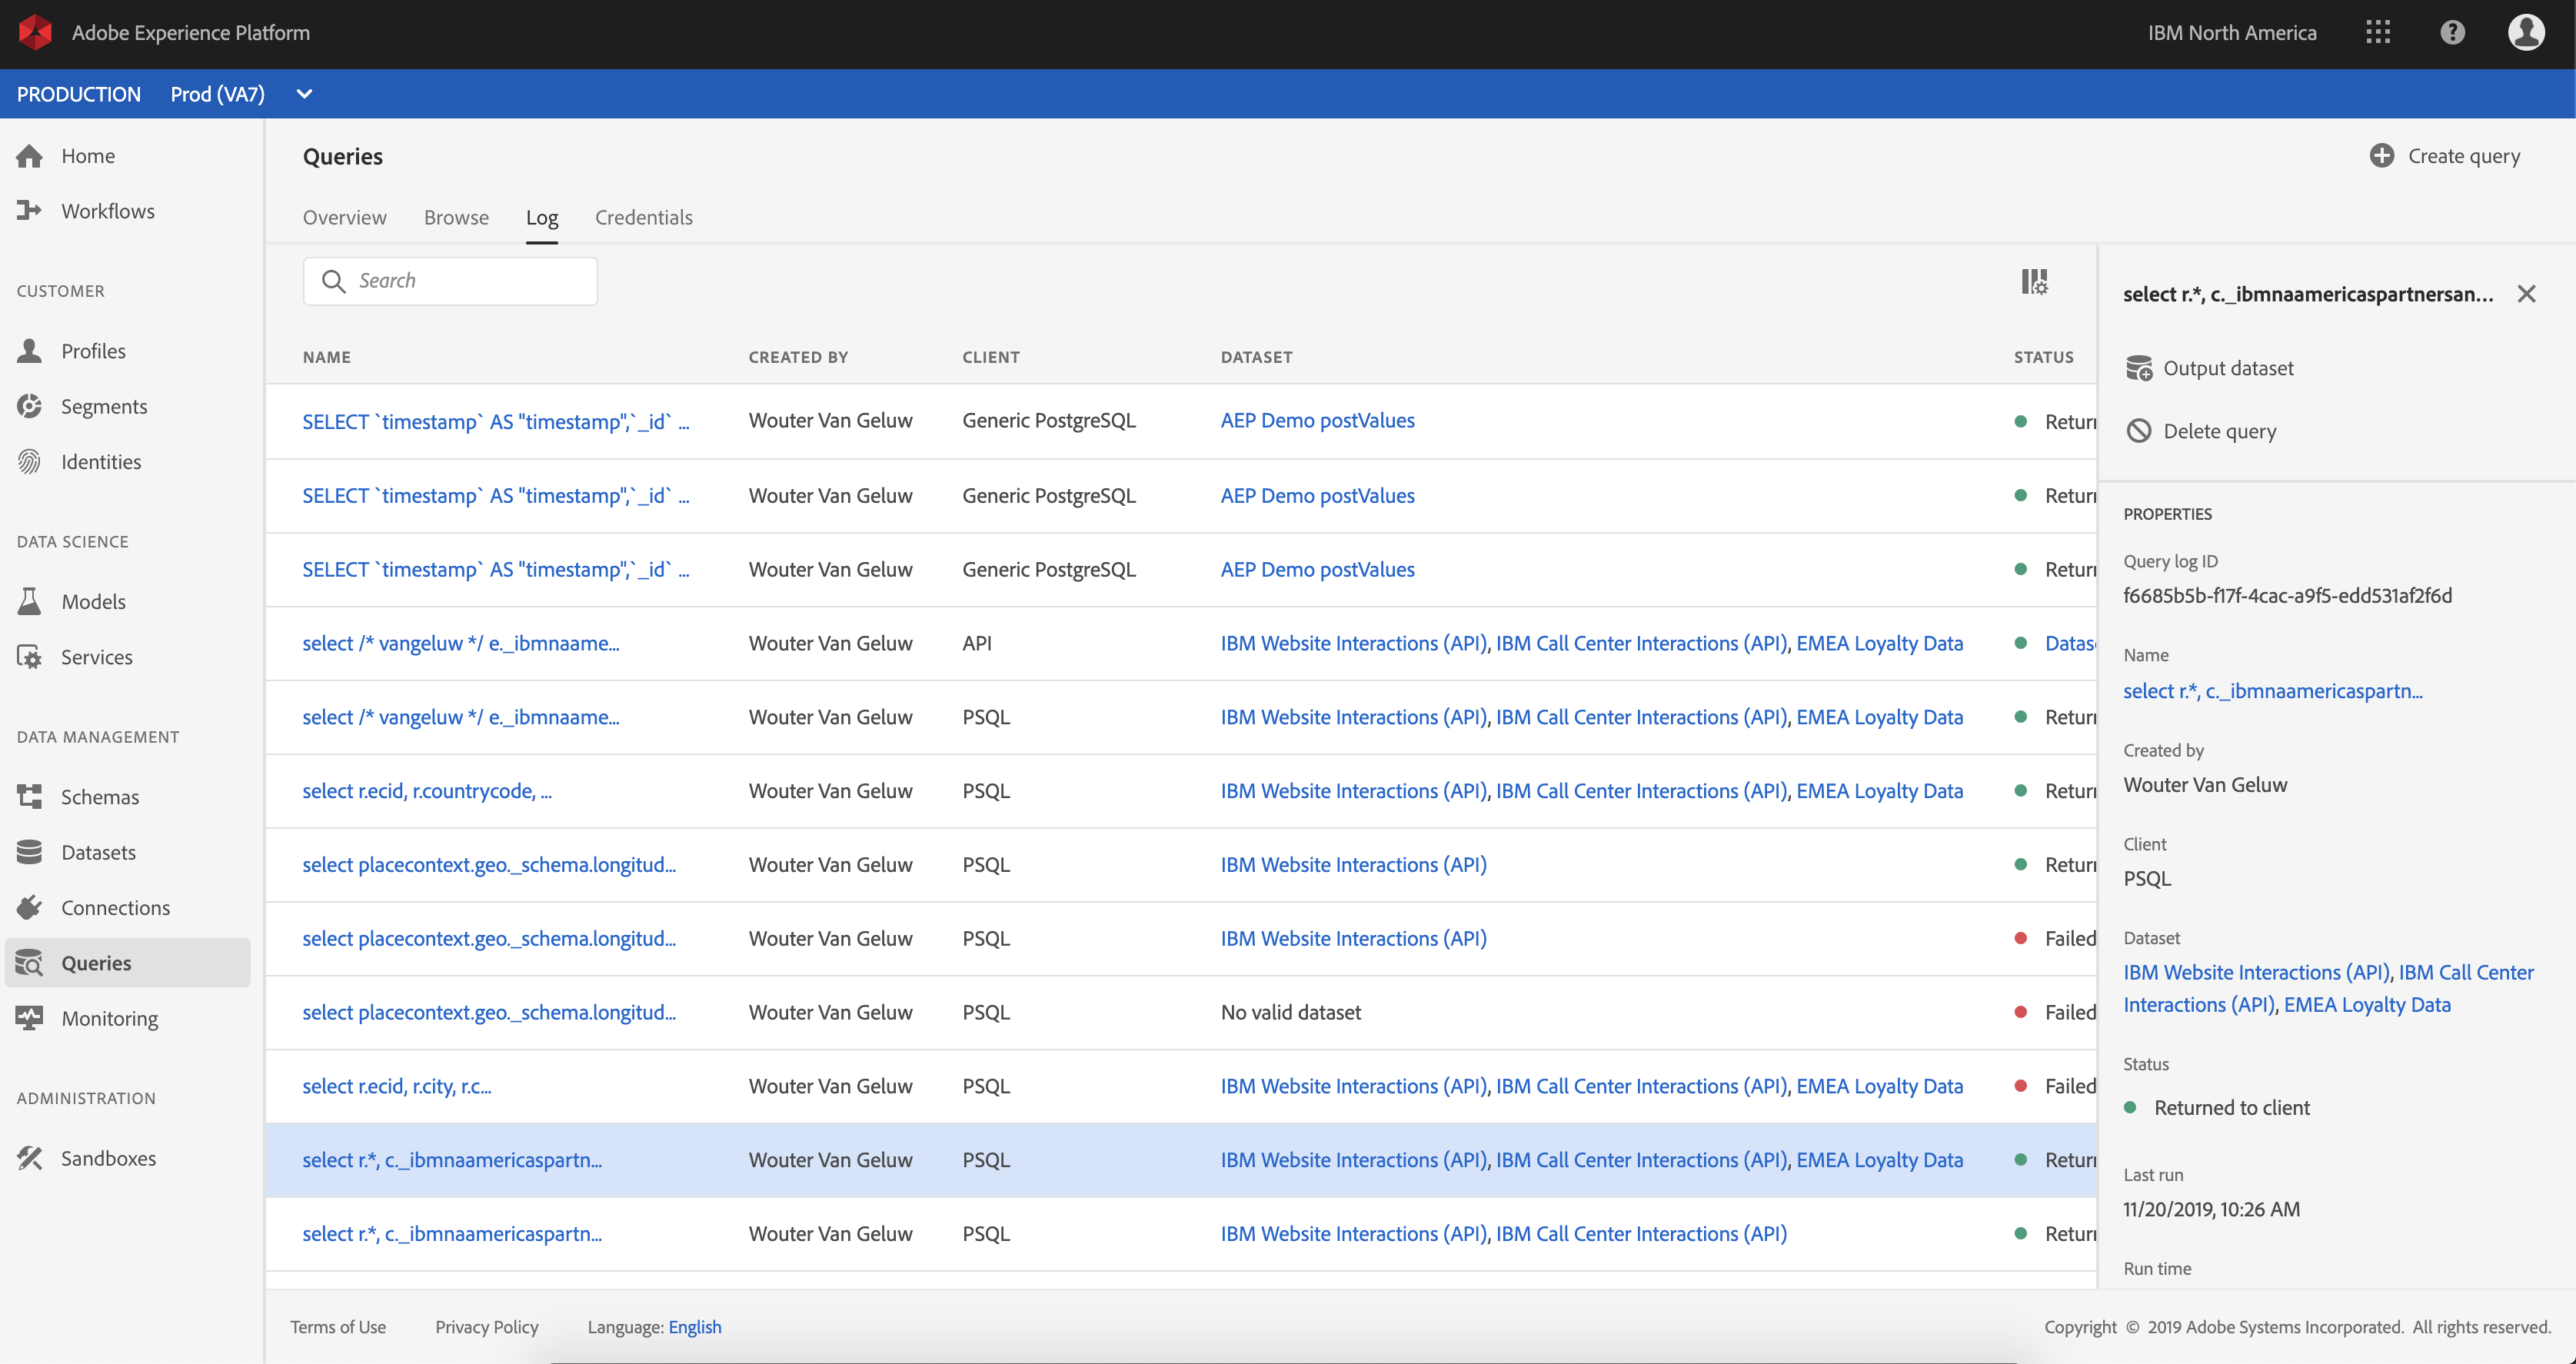 Adobe Experience Platform
IBM North America
PRODUCTION Prod (VA7)
Home
Workflows
CUSTOMER
Profiles
Segments
Identities
DATA SCIENCE
Models
Services
DATA MANAGEMENT
Schemas
Datasets
Connections
Queries
Monitoring
ADMINISTRATION
Sandboxes
Queries
Create query
Overview Browse Log Credentials
Search
NAME CREATED BY CLIENT DATASET STATUS
SELECT `timestamp` AS "timestamp",`_id` ... Wouter Van Geluw Generic PostgreSQL AEP Demo postValues Return
SELECT `timestamp` AS "timestamp",`_id` ... Wouter Van Geluw Generic PostgreSQL AEP Demo postValues Return
SELECT `timestamp` AS "timestamp",`_id` ... Wouter Van Geluw Generic PostgreSQL AEP Demo postValues Return
select /* vangeluw */ e._ibmnaame... Wouter Van Geluw API IBM Website Interactions (API), IBM Call Center Interactions (API), EMEA Loyalty Data Datas
select /* vangeluw */ e._ibmnaame... Wouter Van Geluw PSQL IBM Website Interactions (API), IBM Call Center Interactions (API), EMEA Loyalty Data Return
select r.ecid, r.countrycode, ... Wouter Van Geluw PSQL IBM Website Interactions (API), IBM Call Center Interactions (API), EMEA Loyalty Data Return
select placecontext.geo._schema.longitud... Wouter Van Geluw PSQL IBM Website Interactions (API) Return
select placecontext.geo._schema.longitud... Wouter Van Geluw PSQL IBM Website Interactions (API) Failed
select placecontext.geo._schema.longitud... Wouter Van Geluw PSQL No valid dataset Failed
select r.ecid, r.city, r.c... Wouter Van Geluw PSQL IBM Website Interactions (API), IBM Call Center Interactions (API), EMEA Loyalty Data Failed
select r.*, c._ibmnaamericaspartn... Wouter Van Geluw PSQL IBM Website Interactions (API), IBM Call Center Interactions (API), EMEA Loyalty Data Return
select r.*, c._ibmnaamericaspartn... Wouter Van Geluw PSQL IBM Website Interactions (API), IBM Call Center Interactions (API) Return
select r.*, c._ibmnaamericaspartnersan...
Output dataset
Delete query
PROPERTIES
Query log ID
f6685b5b-f17f-4cac-a9f5-edd531af2f6d
Name
select r.*, c._ibmnaamericaspartn...
Created by
Wouter Van Geluw
Client
PSQL
Dataset
IBM Website Interactions (API), IBM Call Center
Interactions (API), EMEA Loyalty Data
Status
Returned to client
Last run
11/20/2019, 10:26 AM
Run time
Terms of Use Privacy Policy Language: English
Copyright © 2019 Adobe Systems Incorporated. All rights reserved.